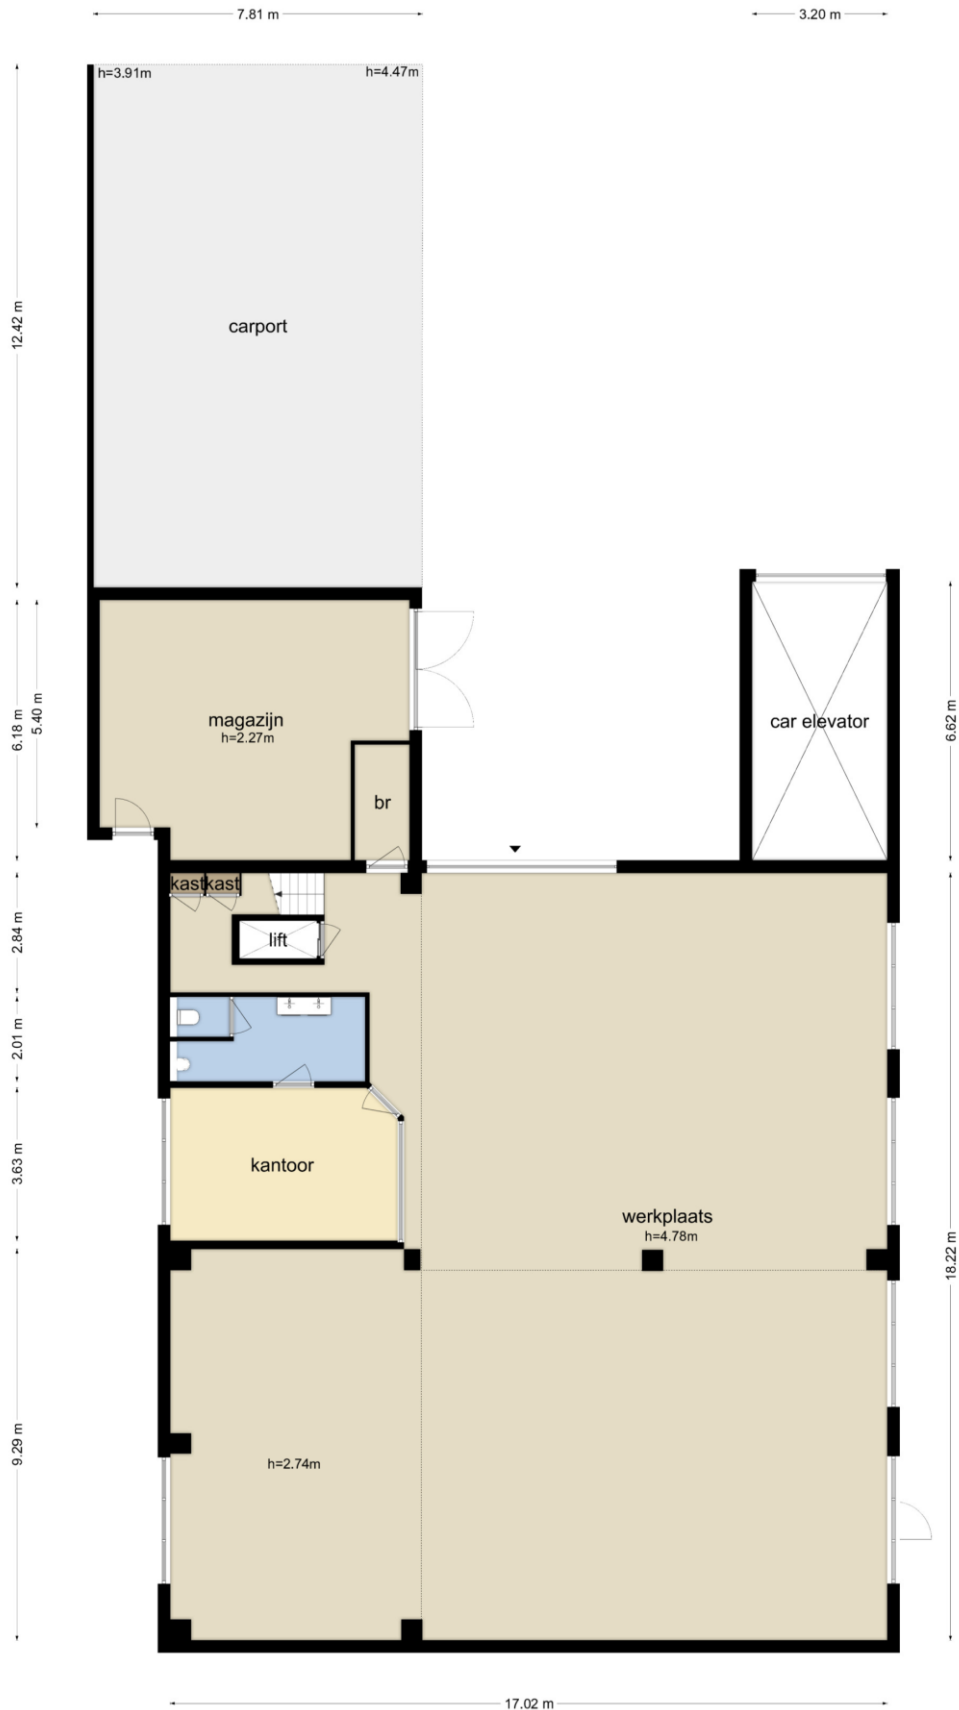 7.81 m
3.20 m
h=3.91m
h=4.47m
12.42 m
carport
6.18 m
5.40 m
magazijn
h=2.27m
car elevator
6.62 m
br
kast
kast
2.84 m
lift
2.01 m
3.63 m
kantoor
werkplaats
h=4.78m
18.22 m
9.29 m
h=2.74m
17.02 m